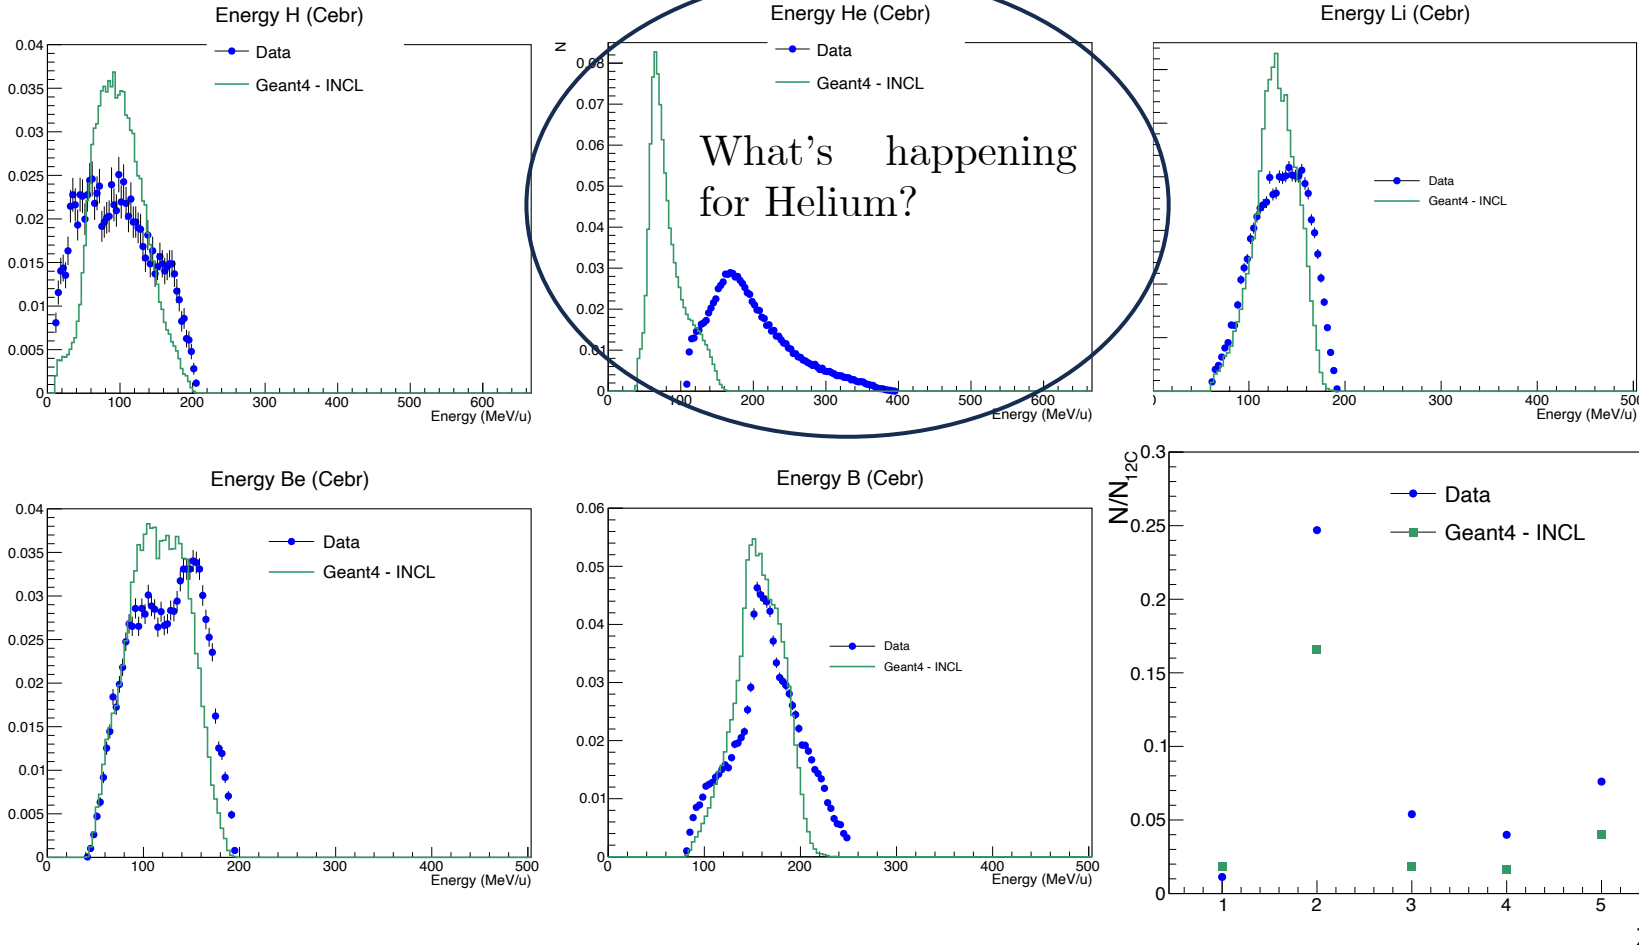 Energy H (Cebr)
Data
Geant4 - INCL
0.04
0.035
0.03
0.025
0.02
0.015
0.01
0.005
0
0 100 200 300 400 500 600
Energy (MeV/u)
Energy He (Cebr)
N
Data
Geant4 - INCL
What's happening
for Helium?
0.08
0.07
0.06
0.05
0.04
0.03
0.02
0.01
0
0 100 200 300 400 500 600
Energy (MeV/u)
Energy Li (Cebr)
Data
Geant4 - INCL
100 200 300 400 500
Energy (MeV/u)
Energy Be (Cebr)
Data
Geant4 - INCL
0.04
0.035
0.03
0.025
0.02
0.015
0.01
0.005
0
0 100 200 300 400 500
Energy (MeV/u)
Energy B (Cebr)
Data
Geant4 - INCL
0.06
0.05
0.04
0.03
0.02
0.01
0
0 100 200 300 400 500
Energy (MeV/u)
N/N12C
Data
Geant4 - INCL
0.3
0.25
0.2
0.15
0.1
0.05
0
1 2 3 4 5